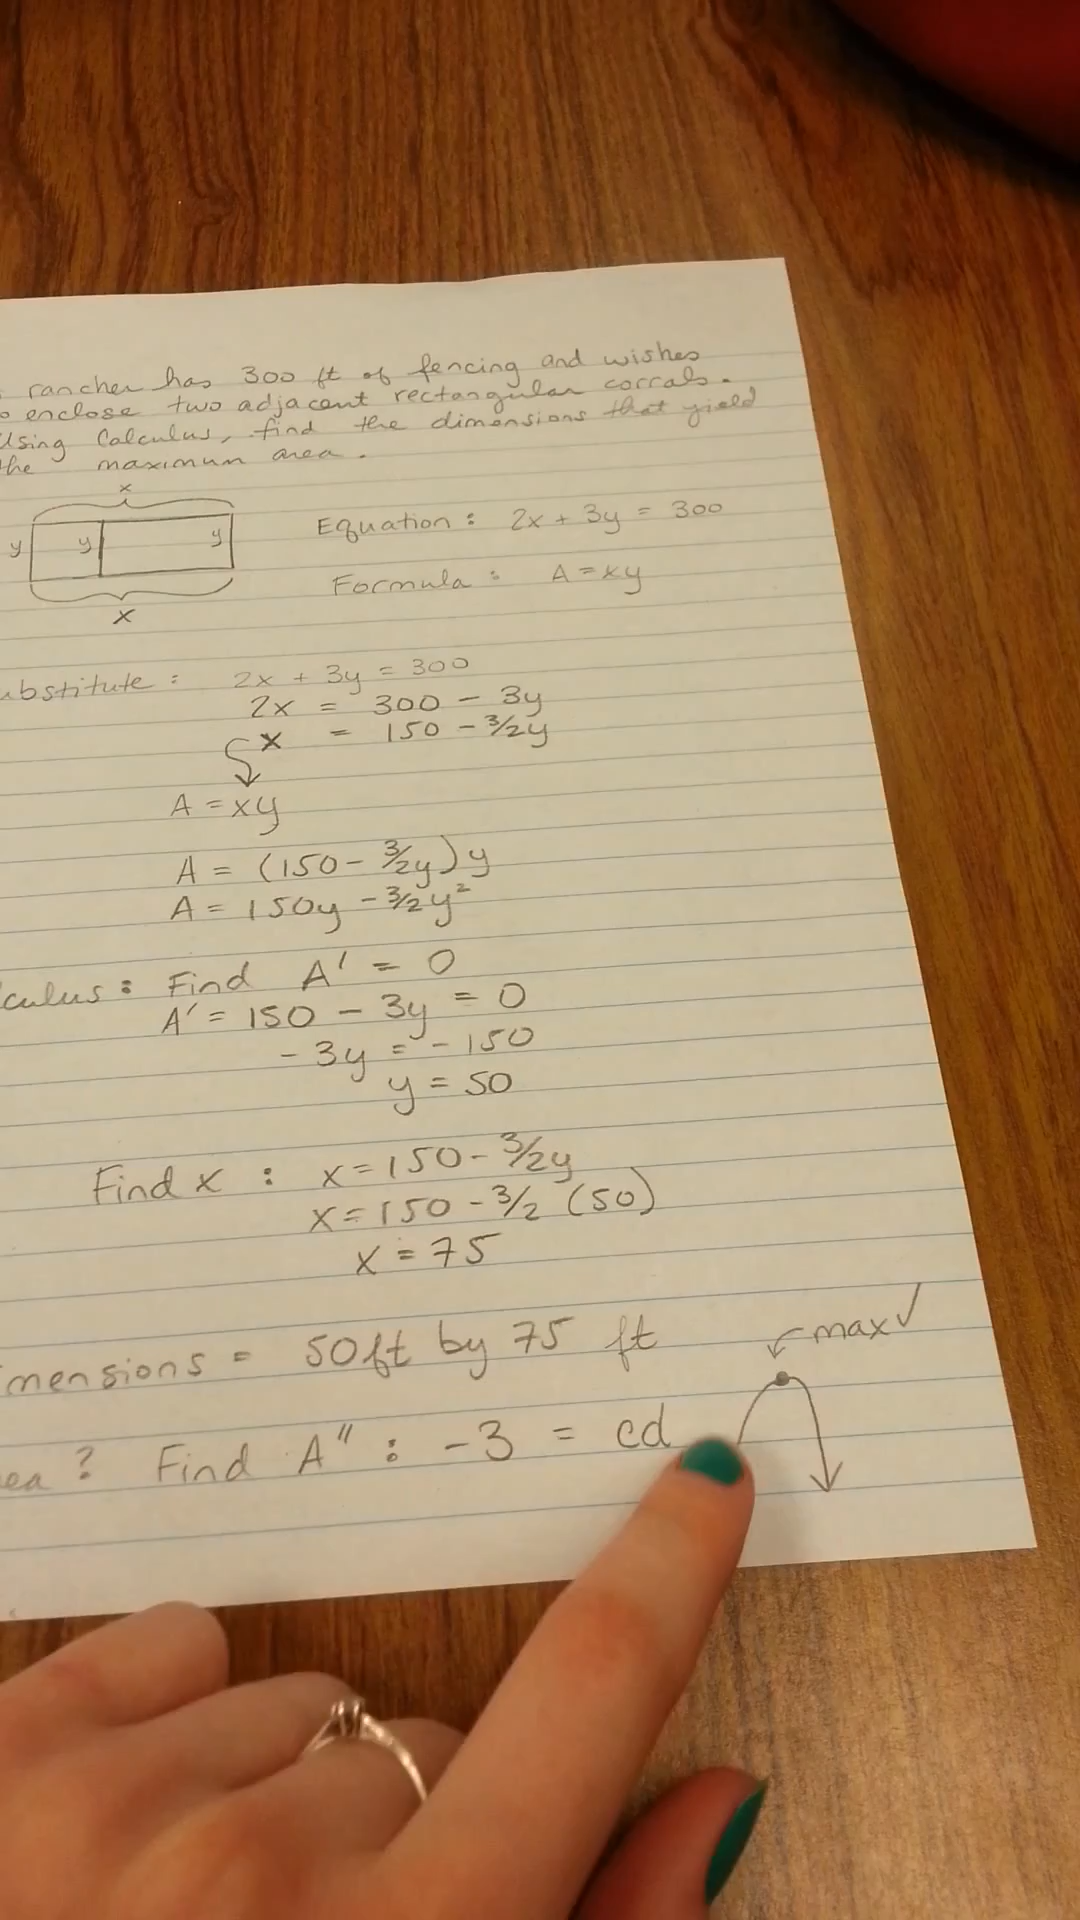 rancher has 300 ft of fencing and wishes
enclose two adjacent rectangular corrals.
Using Calculus, find the dimensions that yield
the maximum area.
x
y y y
x
Equation: 2x + 3y = 300
Formula: A = xy
ubstitute: 2x + 3y = 300
2x = 300 - 3y
x = 150 - 3/2y
A = xy
A = (150 - 3/2y)y
A = 150y - 3/2y²
lculus: Find A' = 0
A' = 150 - 3y = 0
-3y = -150
y = 50
Find x: x = 150 - 3/2y
x = 150 - 3/2 (50)
x = 75
mensions = 50ft by 75 ft
max✓
ea? Find A": -3 = cd